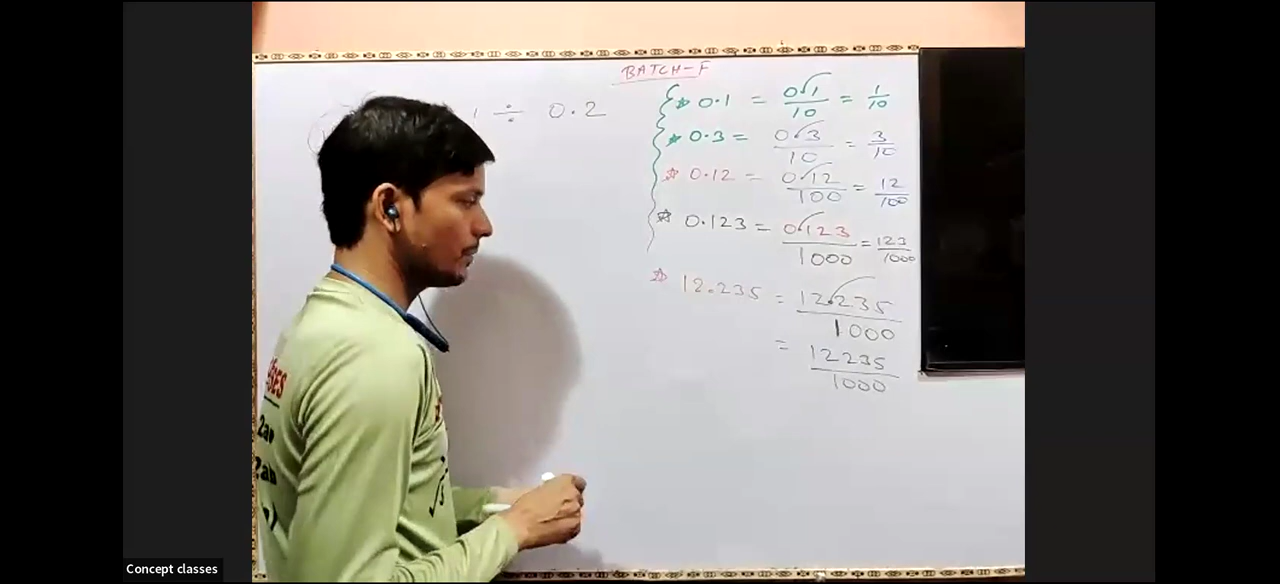 BATCH-F
1 ÷ 0.2
☆ 0.1 = 0.1/10 = 1/10
☆ 0.3 = 0.3/10 = 3/10
☆ 0.12 = 0.12/100 = 12/100
☆ 0.123 = 0.123/1000 = 123/1000
☆ 12.235 = 12.235/1000
= 12235/1000
2ab
Concept classes